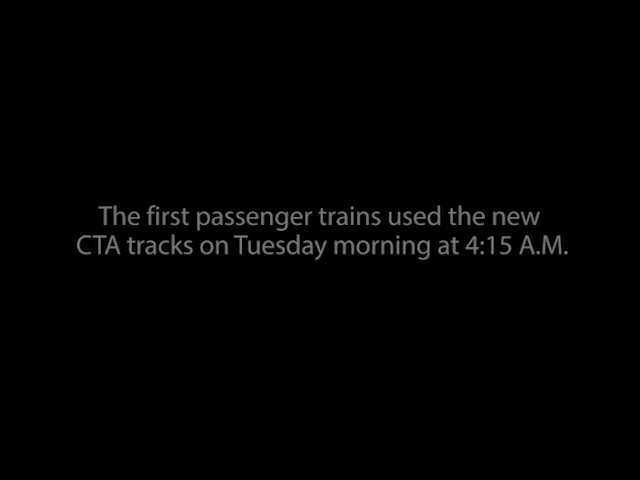 The first passenger trains used the new
CTA tracks on Tuesday morning at 4:15 A.M.